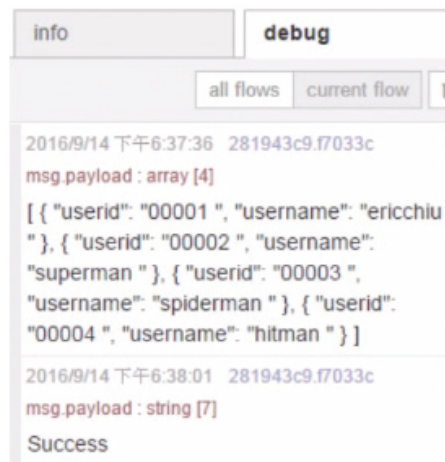 info
debug
all flows
current flow
2016/9/14 下午6:37:36 281943c9.f7033c
msg.payload : array [4]
[ { "userid": "00001 ", "username": "ericchiu
" }, { "userid": "00002 ", "username":
"superman " }, { "userid": "00003 ",
"username": "spiderman " }, { "userid":
"00004 ", "username": "hitman " } ]
2016/9/14 下午6:38:01 281943c9.f7033c
msg.payload : string [7]
Success